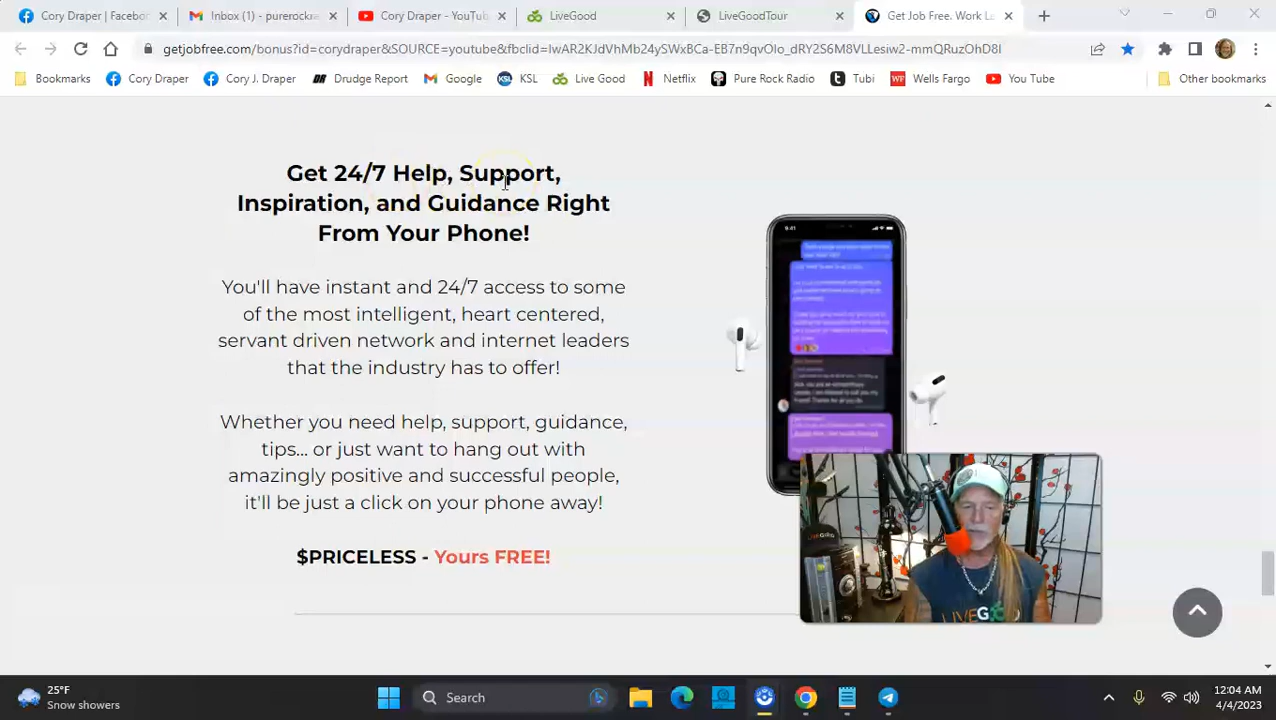 Cory Draper | Facebo
Inbox (1) - purerockra
Cory Draper - YouTub
LiveGood
LiveGoodTour
Get Job Free. Work Le
getjobfree.com/bonus?id=corydraper&SOURCE=youtube&fbclid=IwAR2KJdVhMb24ySWxBCa-EB7n9qvOIo_dRY2S6M8VLLesiw2-mmQRuzOhD8I
Bookmarks
Cory Draper
Cory J. Draper
Drudge Report
Google
KSL
Live Good
Netflix
Pure Rock Radio
Tubi
Wells Fargo
You Tube
Other bookmarks
Get 24/7 Help, Support,
Inspiration, and Guidance Right
From Your Phone!
You'll have instant and 24/7 access to some
of the most intelligent, heart centered,
servant driven network and internet leaders
that the industry has to offer!
Whether you need help, support, guidance,
tips... or just want to hang out with
amazingly positive and successful people,
it'll be just a click on your phone away!
$PRICELESS - Yours FREE!
9:41
LIVEGOOD
25°F
Snow showers
Search
12:04 AM
4/4/2023